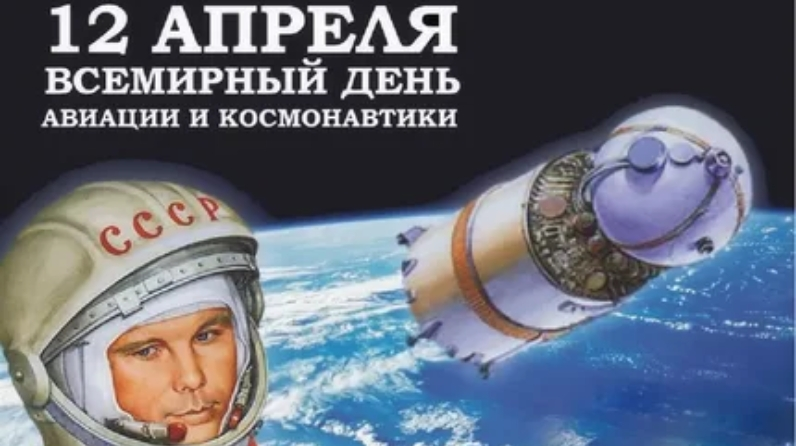 12 АПРЕЛЯ
ВСЕМИРНЫЙ ДЕНЬ
АВИАЦИИ И КОСМОНАВТИКИ
СССР